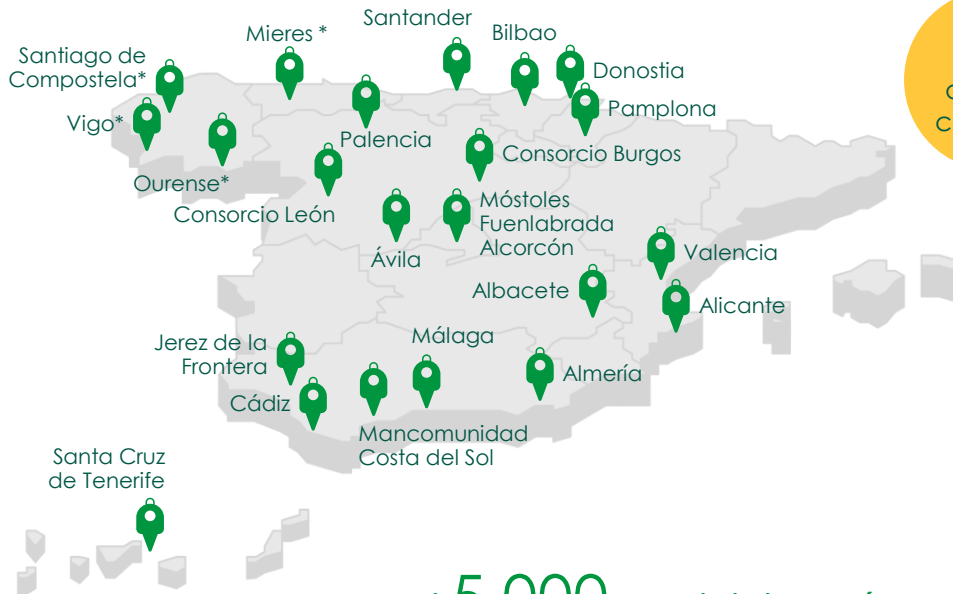 Santander
Mieres *
Bilbao
Santiago de
Compostela*
Donostia
Pamplona
Vigo*
Palencia
Consorcio Burgos
Ourense*
Consorcio León
Móstoles
Fuenlabrada
Alcorcón
Ávila
Valencia
Albacete
Alicante
Málaga
Jerez de la
Frontera
Almería
Cádiz
Mancomunidad
Costa del Sol
Santa Cruz
de Tenerife
5.000